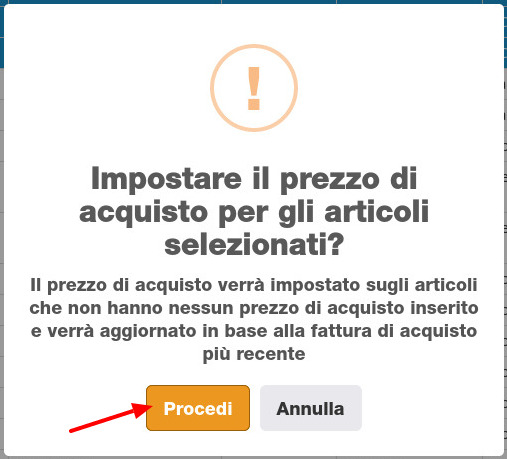 !
Impostare il prezzo di
acquisto per gli articoli
selezionati?
Il prezzo di acquisto verrà impostato sugli articoli
che non hanno nessun prezzo di acquisto inserito
e verrà aggiornato in base alla fattura di acquisto
più recente
Procedi Annulla